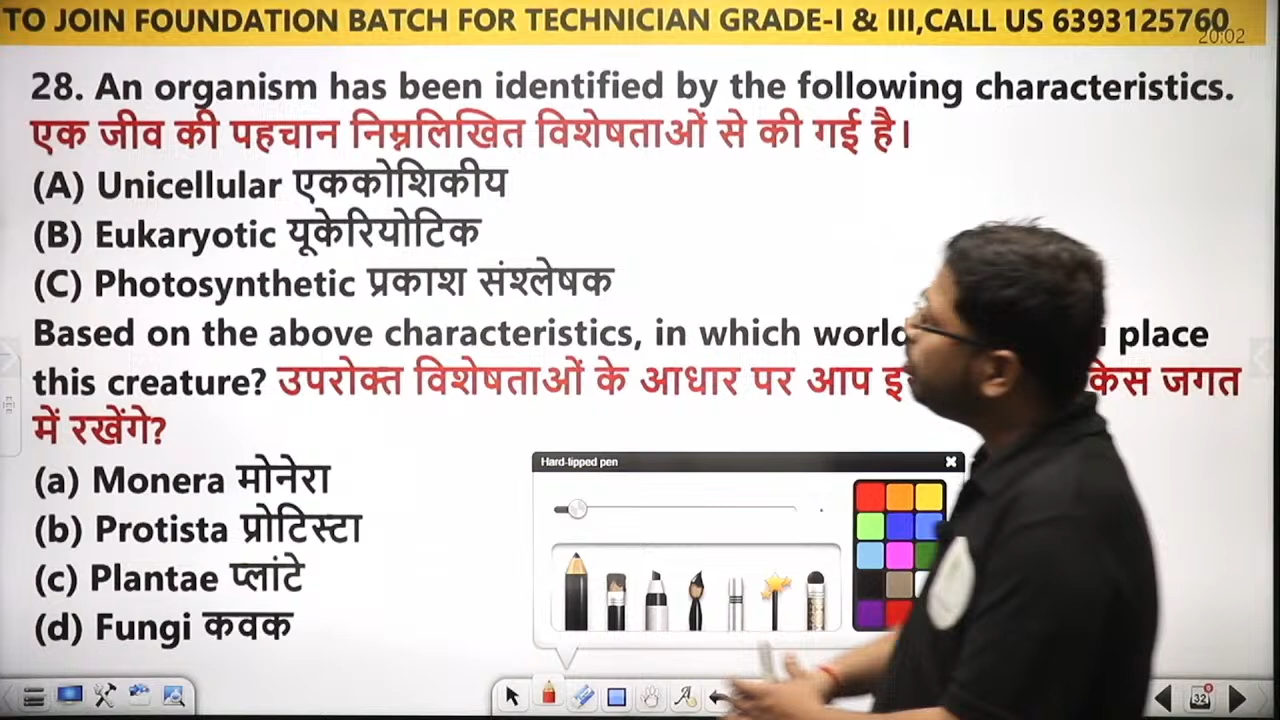 TO JOIN FOUNDATION BATCH FOR TECHNICIAN GRADE-I & III,CALL US 6393125760
20:02
28. An organism has been identified by the following characteristics.
एक जीव की पहचान निम्नलिखित विशेषताओं से की गई है।
(A) Unicellular एककोशिकीय
(B) Eukaryotic यूकेरियोटिक
(C) Photosynthetic प्रकाश संश्लेषक
Based on the above characteristics, in which world place
this creature? उपरोक्त विशेषताओं के आधार पर आप किस जगत
में रखेंगे?
(a) Monera मोनेरा
Hard-tipped pen
(b) Protista प्रोटिस्टा
(c) Plantae प्लांटे
(d) Fungi कवक
32